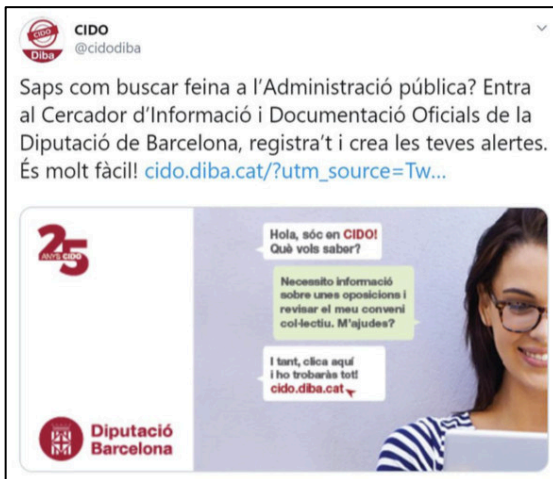 CIDO
@cidodiba
CIDO
Diba
Saps com buscar feina a l'Administració pública? Entra
al Cercador d'Informació i Documentació Oficials de la
Diputació de Barcelona, registra't i crea les teves alertes.
És molt fàcil! cido.diba.cat/?utm_source=Tw...
25
ANYS CIDO
Hola, sóc en CIDO!
Què vols saber?
Necessito informació
sobre unes oposicions i
revisar el meu conveni
col·lectiu. M'ajudes?
I tant, clica aquí
i ho trobaràs tot!
cido.diba.cat
Diputació
Barcelona